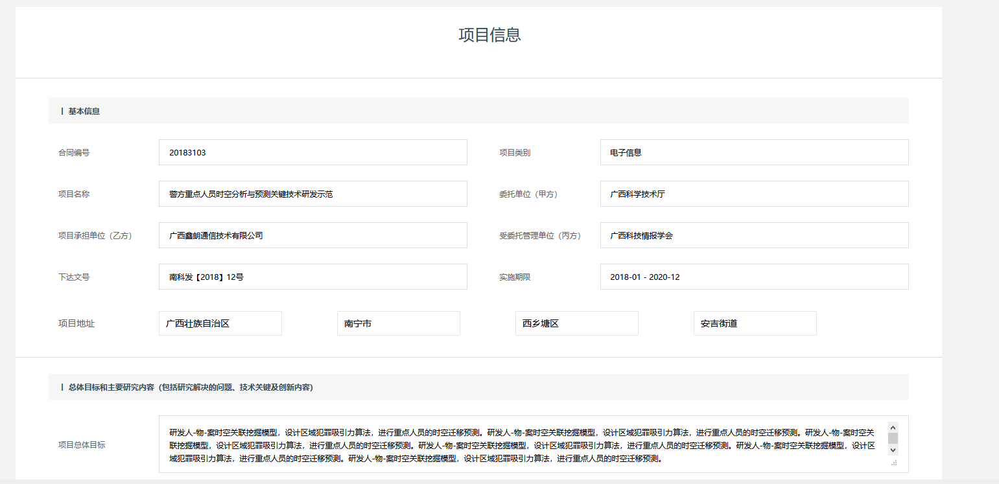 项目信息
| 基本信息
合同编号 20183103 项目类别 电子信息
项目名称 警方重点人员时空分析与预测关键技术研发示范 委托单位（甲方） 广西科学技术厅
项目承担单位（乙方） 广西鑫朗通信技术有限公司 受委托管理单位（丙方） 广西科技情报学会
下达文号 南科发【2018】12号 实施期限 2018-01 - 2020-12
项目地址 广西壮族自治区 南宁市 西乡塘区 安吉街道
| 总体目标和主要研究内容（包括研究解决的问题、技术关键及创新内容）
研发人-物-案时空关联挖掘模型，设计区域犯罪吸引力算法，进行重点人员的时空迁移预测。研发人-物-案时空关联挖掘模型，设计区域犯罪吸引力算法，进行重点人员的时空迁移预测。研发人-物-案时空关
项目总体目标 联挖掘模型，设计区域犯罪吸引力算法，进行重点人员的时空迁移预测。研发人-物-案时空关联挖掘模型，设计区域犯罪吸引力算法，进行重点人员的时空迁移预测。研发人-物-案时空关联挖掘模型，设计区
域犯罪吸引力算法，进行重点人员的时空迁移预测。研发人-物-案时空关联挖掘模型，设计区域犯罪吸引力算法，进行重点人员的时空迁移预测。